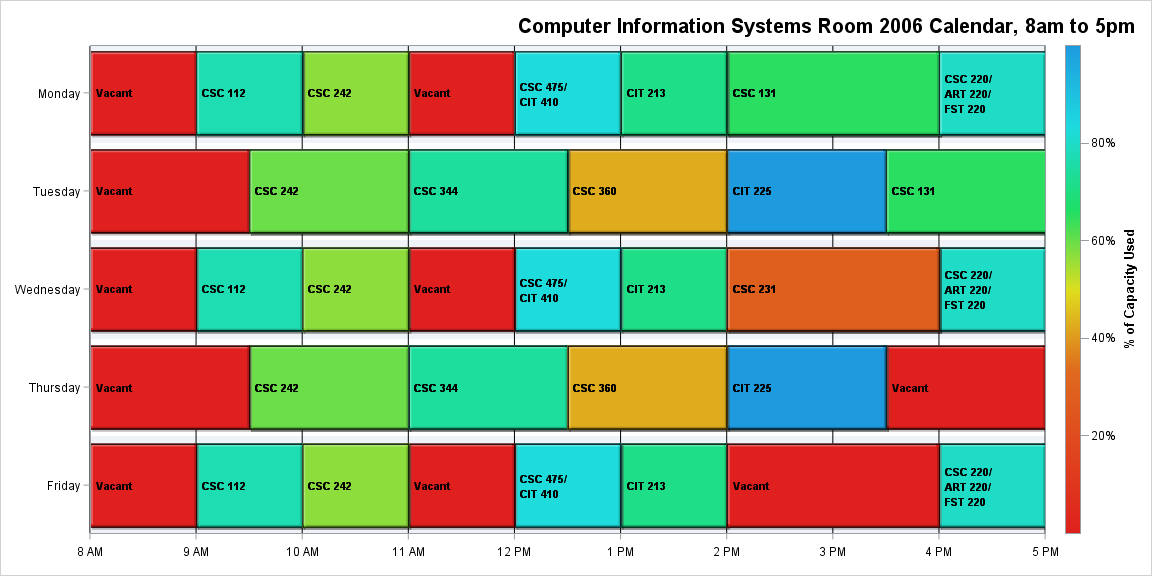 Computer Information Systems Room 2006 Calendar, 8am to 5pm
Monday
Vacant
CSC 112
CSC 242
Vacant
CSC 475/
CIT 410
CIT 213
CSC 131
CSC 220/
ART 220/
FST 220
Tuesday
Vacant
CSC 242
CSC 344
CSC 360
CIT 225
CSC 131
Wednesday
Vacant
CSC 112
CSC 242
Vacant
CSC 475/
CIT 410
CIT 213
CSC 231
CSC 220/
ART 220/
FST 220
Thursday
Vacant
CSC 242
CSC 344
CSC 360
CIT 225
Vacant
Friday
Vacant
CSC 112
CSC 242
Vacant
CSC 475/
CIT 410
CIT 213
Vacant
CSC 220/
ART 220/
FST 220
8 AM
9 AM
10 AM
11 AM
12 PM
1 PM
2 PM
3 PM
4 PM
5 PM
80%
60%
40%
20%
% of Capacity Used